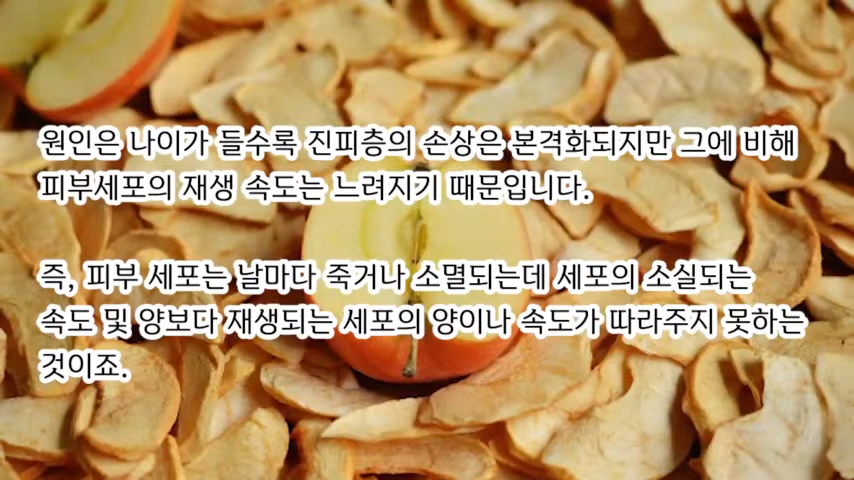 원인은 나이가 들수록 진피층의 손상은 본격화되지만 그에 비해
피부세포의 재생 속도는 느려지기 때문입니다.
즉, 피부 세포는 날마다 죽거나 소멸되는데 세포의 소실되는
속도 및 양보다 재생되는 세포의 양이나 속도가 따라주지 못하는
것이죠.